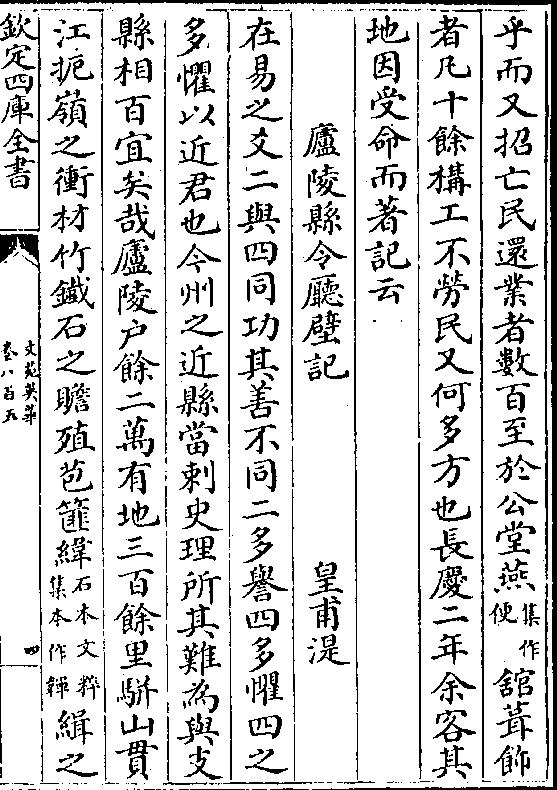 乎而又招亡民還業者數百至於公堂燕集作便舘葺飾
者凡十餘構工不勞民又何多方也長慶二年余客其
地因受命而著記云
廬陵縣令廳壁記 皇甫湜
在易之爻二與四同功其善不同二多譽四多懼四之
多懼以近君也今州之近縣當刺史理所其難為與支
縣相百宜矣哉廬陵户餘二萬有地三百餘里駢山貫
江扼嶺之衝材竹鐵石之贍殖苞篚緯石本文粹集本作韗緝之
欽定四庫全書
文苑英華
卷八百五
四